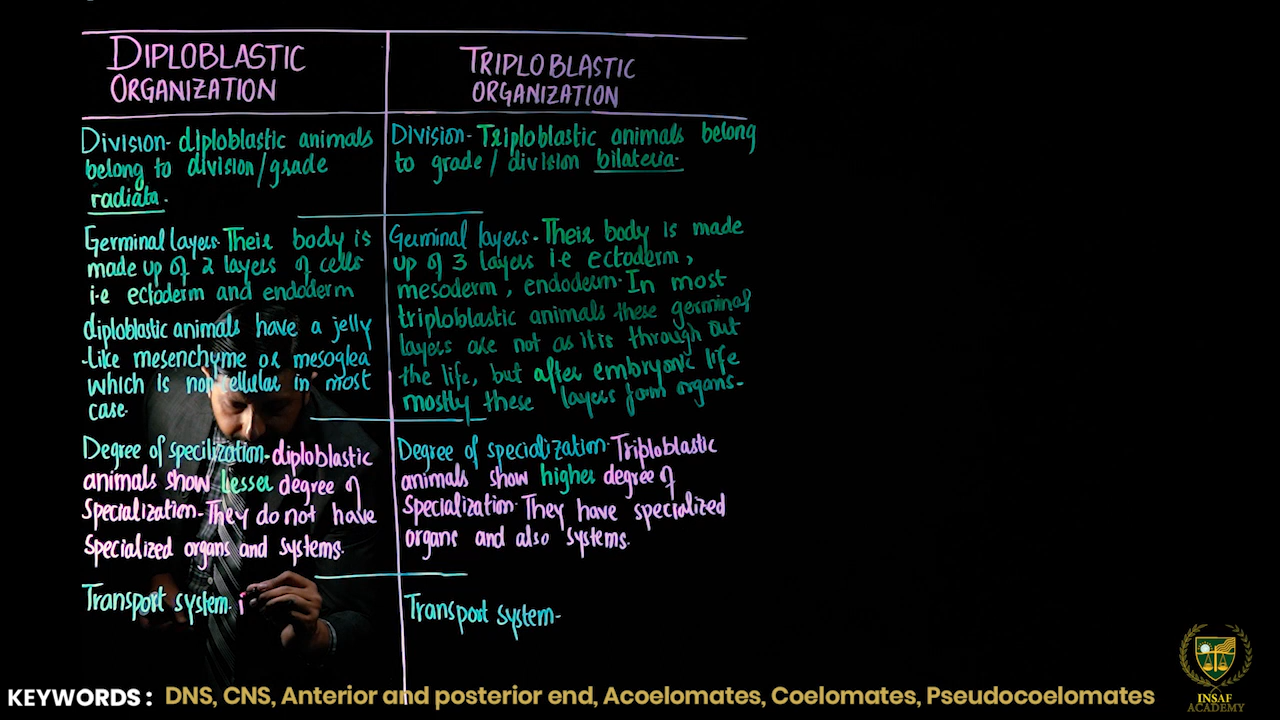 DIPLOBLASTIC
ORGANIZATION
Division- diploblastic animals
belong to division/grade
radiata.
Germinal layers- Their body is
made up of 2 layers of cells
i.e ectoderm and endoderm
diploblastic animals have a jelly
-like mesenchyme or mesoglea
which is non cellular in most
case.
Degree of specilization- diploblastic
animals show lesser degree of
specialization- They do not have
specialized organs and systems.
Transport system- i
TRIPLOBLASTIC
ORGANIZATION
Division- Triploblastic animals belong
to grade/division bilateria.
Germinal layers- Their body is made
up of 3 layers i.e ectoderm,
mesoderm, endoderm. In most
triploblastic animals these germinal
layers are not as it is through out
the life, but after embryonic life
mostly these layers form organs-
Degree of specialization- Triploblastic
animals show higher degree of
specialization. They have specialized
organs and also systems.
Transport system-
KEYWORDS : DNS, CNS, Anterior and posterior end, Acoelomates, Coelomates, Pseudocoelomates
INSAF
ACADEMY